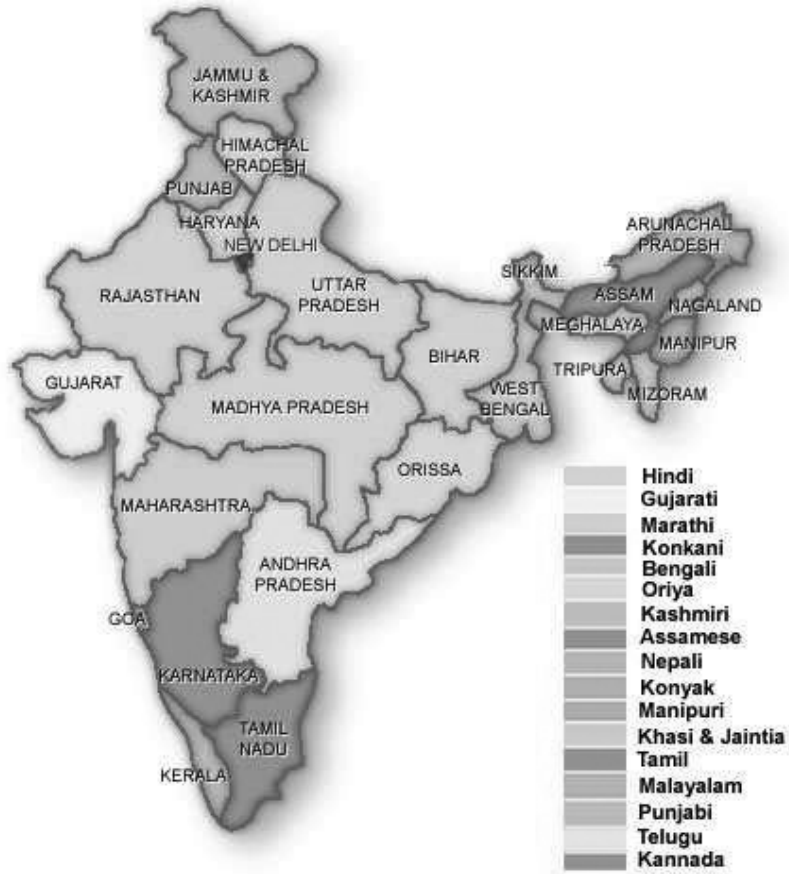 JAMMU &
KASHMIR
HIMACHAL
PRADESH
PUNJAB
HARYANA
NEW DELHI
ARUNACHAL
PRADESH
SIKKIM
UTTAR
PRADESH
RAJASTHAN
ASSAM
NAGALAND
MEGHALAYA
MANIPUR
BIHAR
TRIPURA
GUJARAT
WEST
BENGAL
MIZORAM
MADHYA PRADESH
ORISSA
MAHARASHTRA
ANDHRA
PRADESH
GOA
KARNATAKA
TAMIL
NADU
KERALA
Hindi
Gujarati
Marathi
Konkani
Bengali
Oriya
Kashmiri
Assamese
Nepali
Konyak
Manipuri
Khasi & Jaintia
Tamil
Malayalam
Punjabi
Telugu
Kannada